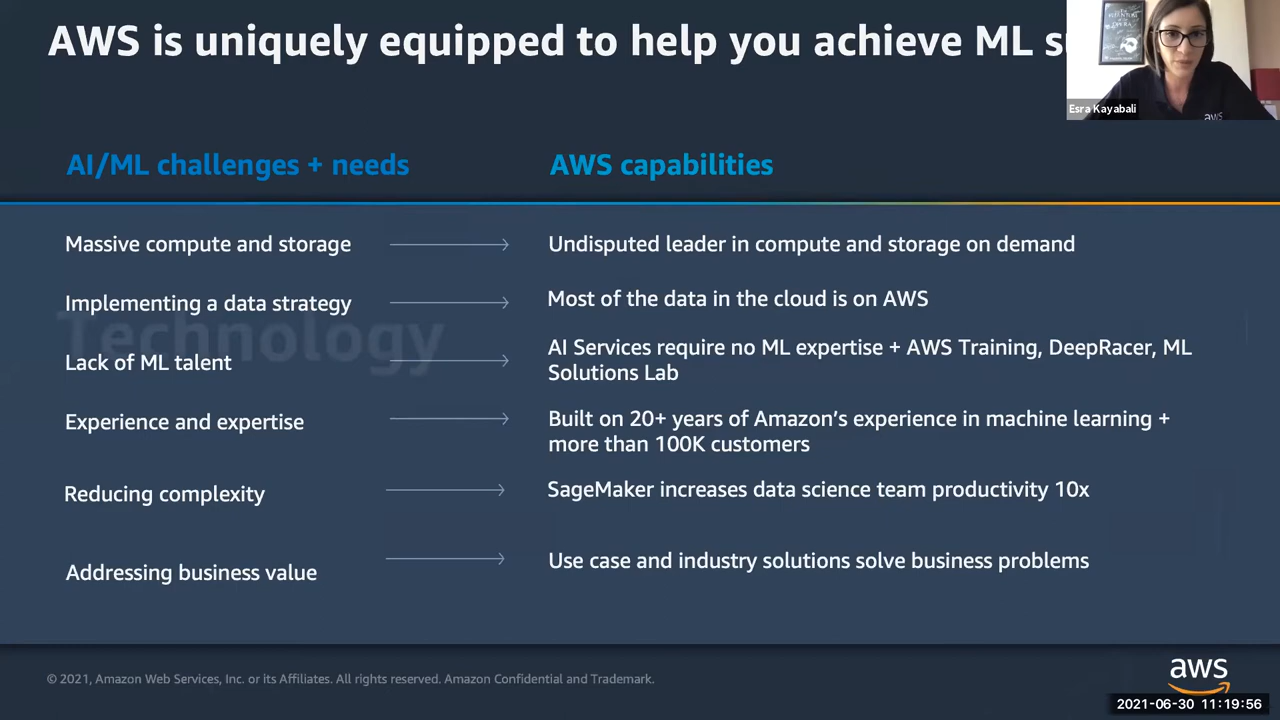 AWS is uniquely equipped to help you achieve ML
Esra Kayabali
aws
AI/ML challenges + needs
AWS capabilities
Massive compute and storage
Undisputed leader in compute and storage on demand
Implementing a data strategy
Most of the data in the cloud is on AWS
Technology
Lack of ML talent
AI Services require no ML expertise + AWS Training, DeepRacer, ML
Solutions Lab
Experience and expertise
Built on 20+ years of Amazon’s experience in machine learning +
more than 100K customers
Reducing complexity
SageMaker increases data science team productivity 10x
Addressing business value
Use case and industry solutions solve business problems
© 2021, Amazon Web Services, Inc. or its Affiliates. All rights reserved. Amazon Confidential and Trademark.
aws
2021-06-30 11:19:56